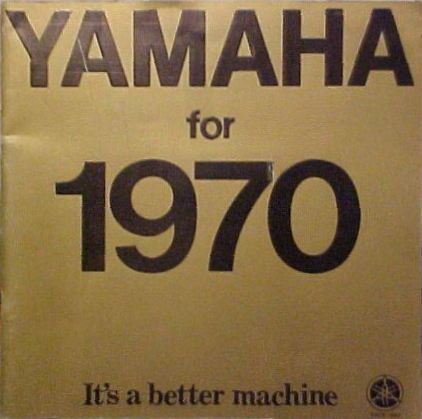 YAMAHA
for
1970
It's a better machine